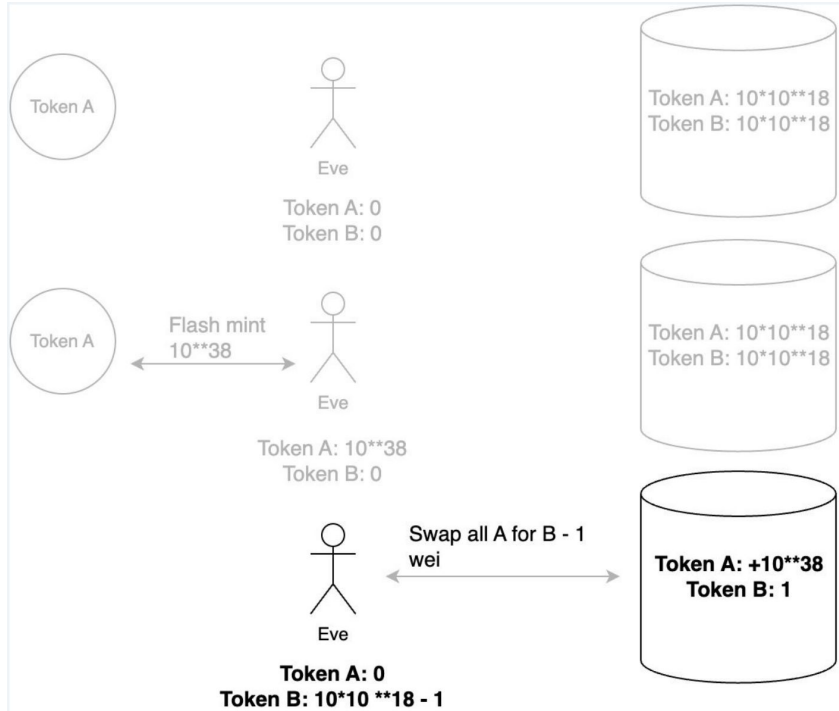 Token A
Eve
Token A: 0
Token B: 0
Token A: 10*10**18
Token B: 10*10**18
Token A
Flash mint
10**38
Eve
Token A: 10**38
Token B: 0
Token A: 10*10**18
Token B: 10*10**18
Eve
Swap all A for B - 1
wei
Token A: +10**38
Token B: 1
Token A: 0
Token B: 10*10 **18 - 1